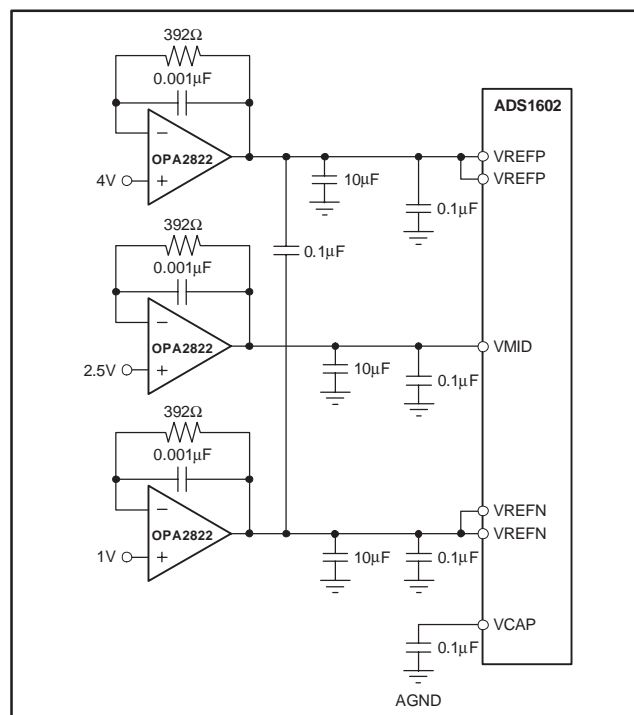 392Ω
0.001μF
ADS1602
OPA2822
4V
10μF
0.1μF
VREFP
VREFP
392Ω
0.001μF
0.1μF
OPA2822
2.5V
10μF
0.1μF
VMID
392Ω
0.001μF
OPA2822
1V
10μF
0.1μF
VREFN
VREFN
0.1μF
VCAP
AGND